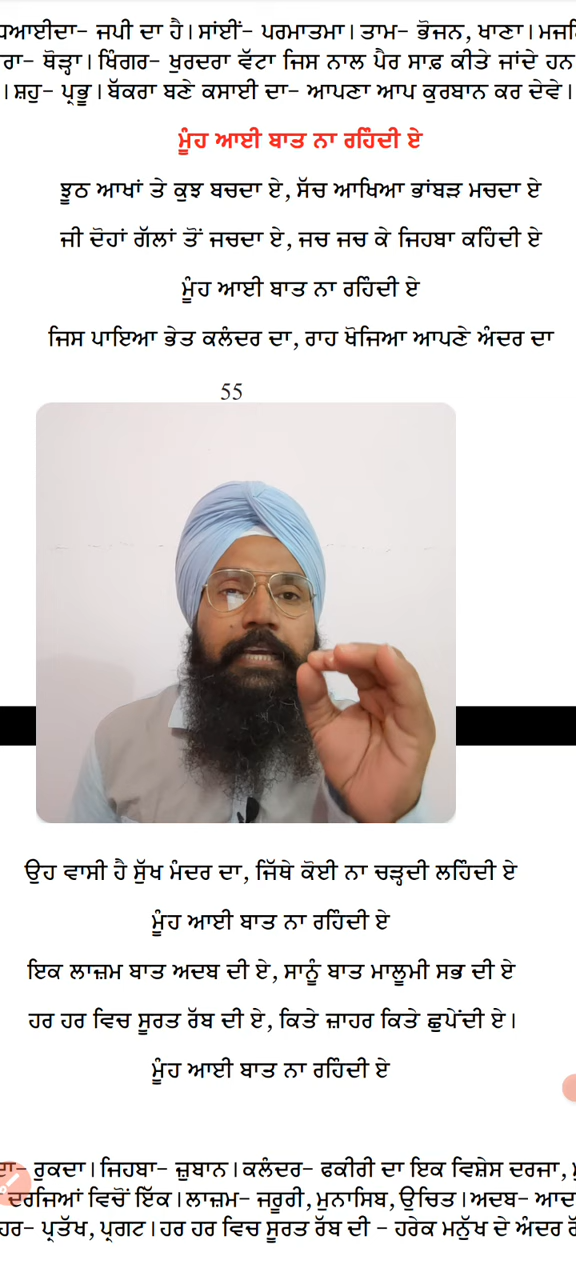 ਧਆਈਦਾ– ਜਪੀ ਦਾ ਹੈ। ਸਾਂਈਂ– ਪਰਮਾਤਮਾ। ਤਾਮ– ਭੋਜਨ, ਖਾਣਾ।
ਰਾ– ਥੋੜ੍ਹਾ। ਖਿੰਗਰ– ਖੁਰਦਰਾ ਵੱਟਾ ਜਿਸ ਨਾਲ ਪੈਰ ਸਾਫ਼ ਕੀਤੇ ਜਾਂਦੇ ਹਨ
। ਸ਼ਹੁ– ਪ੍ਰਭੂ। ਬੱਕਰਾ ਬਣੇ ਕਸਾਈ ਦਾ– ਆਪਣਾ ਆਪ ਕੁਰਬਾਨ ਕਰ ਦੇਵੇ।
ਮੂੰਹ ਆਈ ਬਾਤ ਨਾ ਰਹਿੰਦੀ ਏ
ਝੂਠ ਆਖਾਂ ਤੇ ਕੁਝ ਬਚਦਾ ਏ, ਸੱਚ ਆਖਿਆ ਭਾਂਬੜ ਮਚਦਾ ਏ
ਜੀ ਦੋਹਾਂ ਗੱਲਾਂ ਤੋਂ ਜਚਦਾ ਏ, ਜਚ ਜਚ ਕੇ ਜਿਹਬਾ ਕਹਿੰਦੀ ਏ
ਮੂੰਹ ਆਈ ਬਾਤ ਨਾ ਰਹਿੰਦੀ ਏ
ਜਿਸ ਪਾਇਆ ਭੇਤ ਕਲੰਦਰ ਦਾ, ਰਾਹ ਖੋਜਿਆ ਆਪਣੇ ਅੰਦਰ ਦਾ
55
ਉਹ ਵਾਸੀ ਹੈ ਸੁੱਖ ਮੰਦਰ ਦਾ, ਜਿੱਥੇ ਕੋਈ ਨਾ ਚੜ੍ਹਦੀ ਲਹਿੰਦੀ ਏ
ਮੂੰਹ ਆਈ ਬਾਤ ਨਾ ਰਹਿੰਦੀ ਏ
ਇਕ ਲਾਜ਼ਮ ਬਾਤ ਅਦਬ ਦੀ ਏ, ਸਾਨੂੰ ਬਾਤ ਮਾਲੂਮੀ ਸਭ ਦੀ ਏ
ਹਰ ਹਰ ਵਿਚ ਸੂਰਤ ਰੱਬ ਦੀ ਏ, ਕਿਤੇ ਜ਼ਾਹਰ ਕਿਤੇ ਛੁਪੇਂਦੀ ਏ।
ਮੂੰਹ ਆਈ ਬਾਤ ਨਾ ਰਹਿੰਦੀ ਏ
ਦਾ– ਰੁਕਦਾ। ਜਿਹਬਾ– ਜ਼ੁਬਾਨ। ਕਲੰਦਰ– ਫਕੀਰੀ ਦਾ ਇਕ ਵਿਸ਼ੇਸ ਦਰਜਾ,
ਦਰਜਿਆਂ ਵਿਚੋਂ ਇੱਕ। ਲਾਜ਼ਮ– ਜਰੂਰੀ, ਮੁਨਾਸਿਬ, ਉਚਿਤ। ਅਦਬ– ਆਦਾ
ਹਰ– ਪ੍ਰਤੱਖ, ਪ੍ਰਗਟ। ਹਰ ਹਰ ਵਿਚ ਸੂਰਤ ਰੱਬ ਦੀ – ਹਰੇਕ ਮਨੁੱਖ ਦੇ ਅੰਦਰ